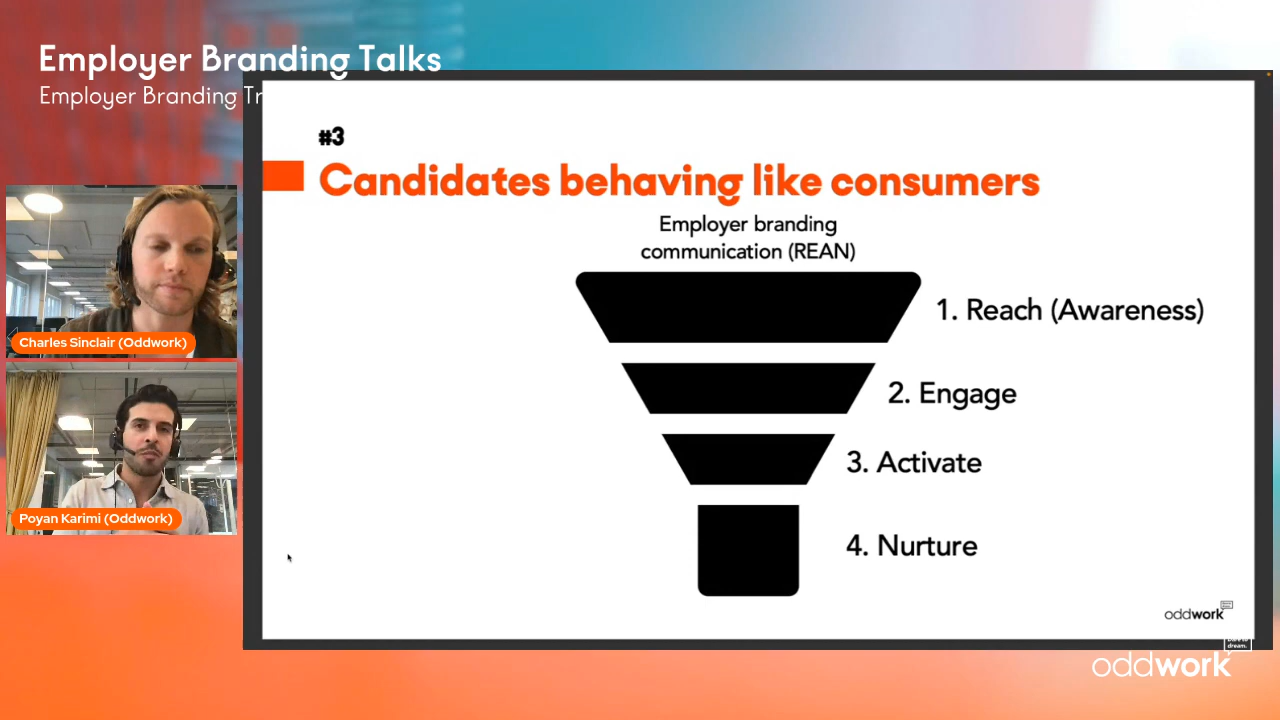 Employer Branding Talks
Employer Branding Tr
#3
Candidates behaving like consumers
Employer branding
communication (REAN)
1. Reach (Awareness)
2. Engage
3. Activate
4. Nurture
Charles Sinclair (Oddwork)
Poyan Karimi (Oddwork)
oddwork
dream.
oddwork